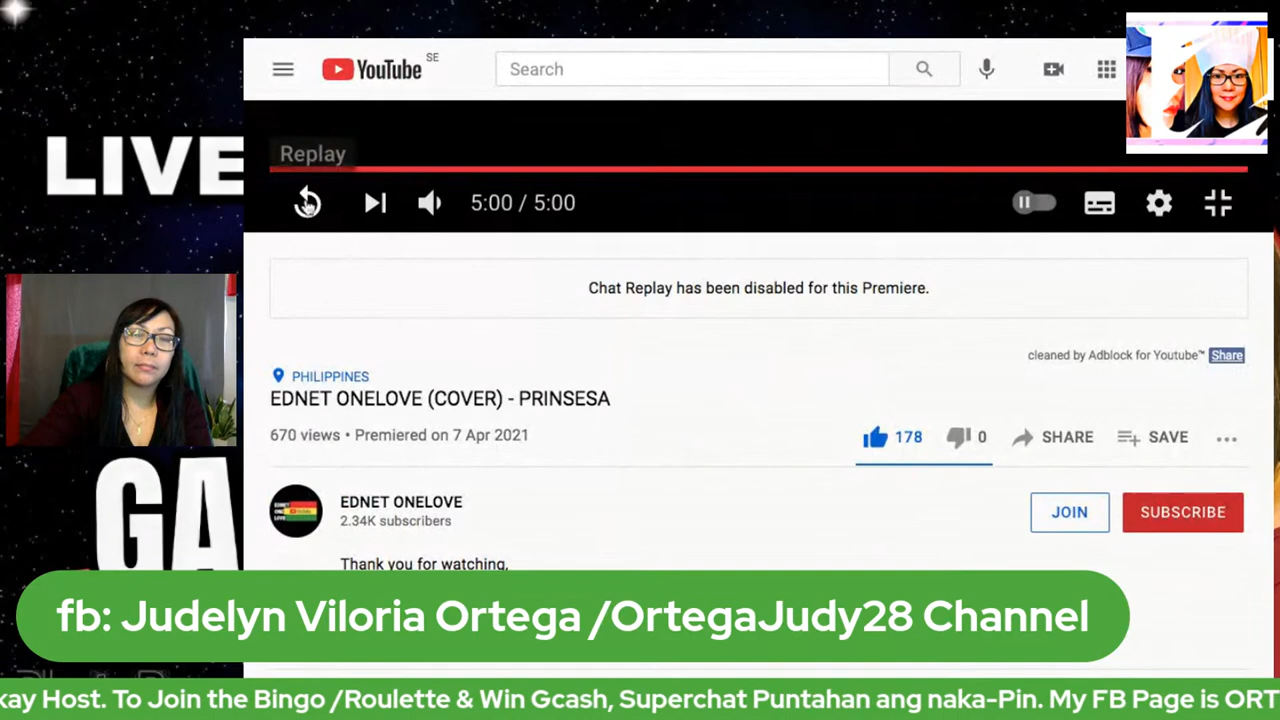 LIVE
GA
YouTube SE
Search
Replay
5:00 / 5:00
Chat Replay has been disabled for this Premiere.
cleaned by Adblock for Youtube™ Share
PHILIPPINES
EDNET ONELOVE (COVER) - PRINSESA
670 views • Premiered on 7 Apr 2021
178 0 SHARE SAVE
EDNET ONELOVE
2.34K subscribers
JOIN SUBSCRIBE
Thank you for watching,
fb: Judelyn Viloria Ortega /OrtegaJudy28 Channel
kay Host. To Join the Bingo /Roulette & Win Gcash, Superchat Puntahan ang naka-Pin. My FB Page is ORT